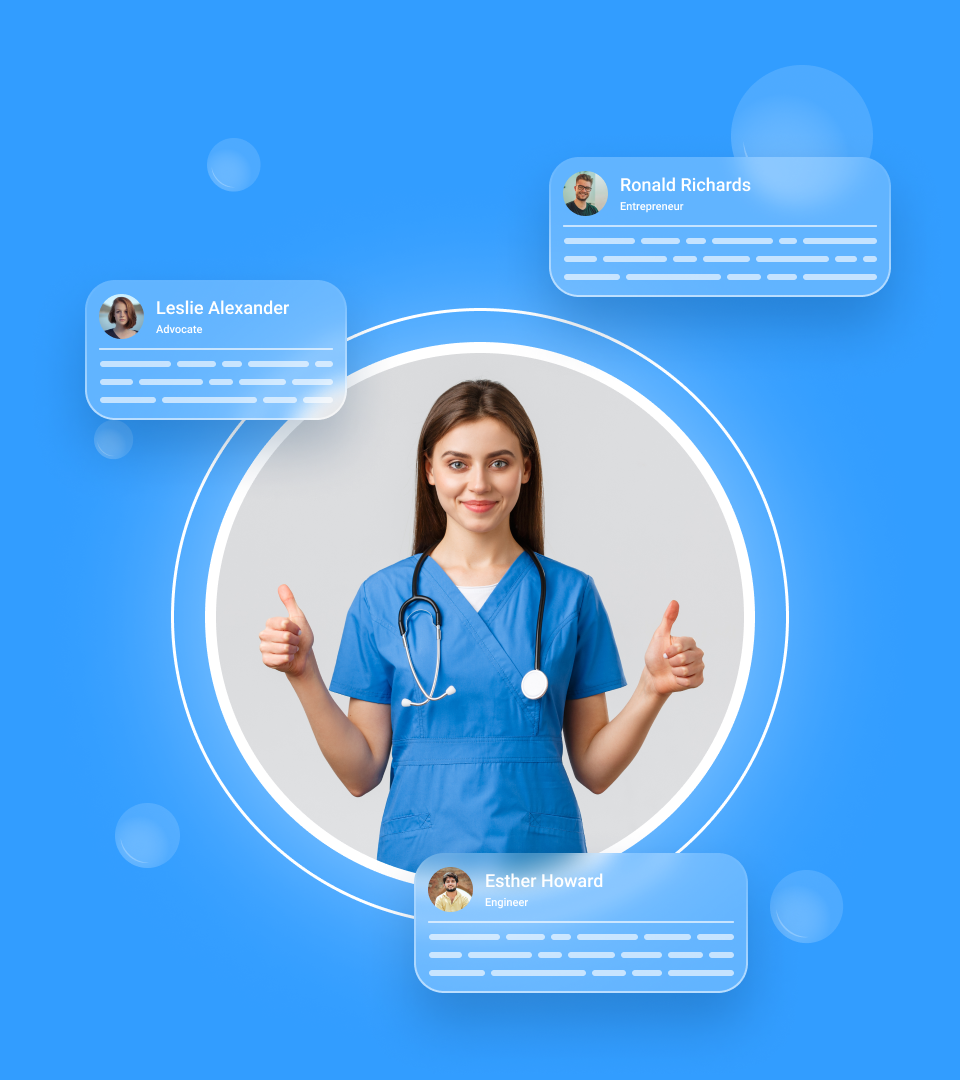 Ronald Richards
Entrepreneur
Leslie Alexander
Advocate
Esther Howard
Engineer